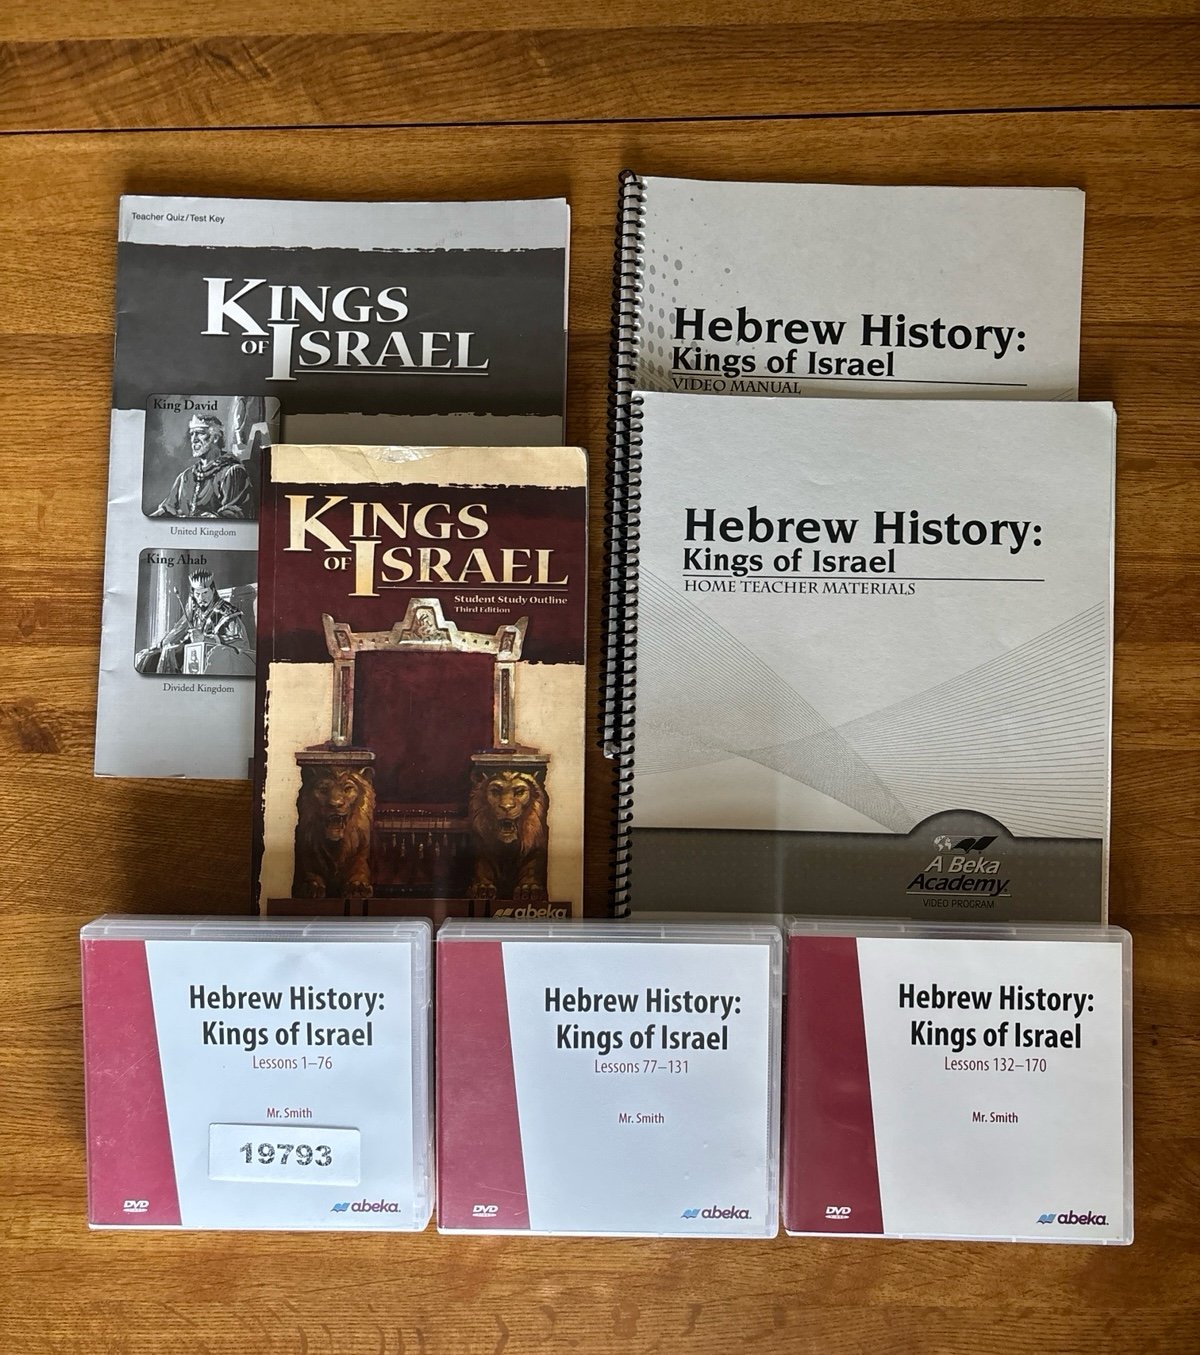 Teacher Quiz/Test Key
KINGS
OF ISRAEL
King David
United Kingdom
King Ahab
Divided Kingdom
KINGS
OF ISRAEL
Student Study Outline
Third Edition
abeka
Hebrew History:
Kings of Israel
VIDEO MANUAL
Hebrew History:
Kings of Israel
HOME TEACHER MATERIALS
A Beka
Academy
VIDEO PROGRAM
Hebrew History:
Kings of Israel
Lessons 1–76
Mr. Smith
19793
DVD
VIDEO
abeka.
Hebrew History:
Kings of Israel
Lessons 77–131
Mr. Smith
DVD
VIDEO
abeka.
Hebrew History:
Kings of Israel
Lessons 132–170
Mr. Smith
DVD
VIDEO
abeka.